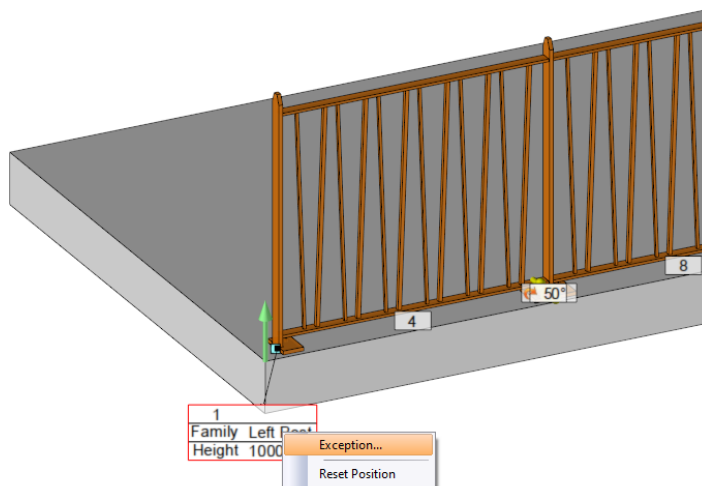 8
50°
4
1
Family Left Post
Height 1000
Exception...
Reset Position